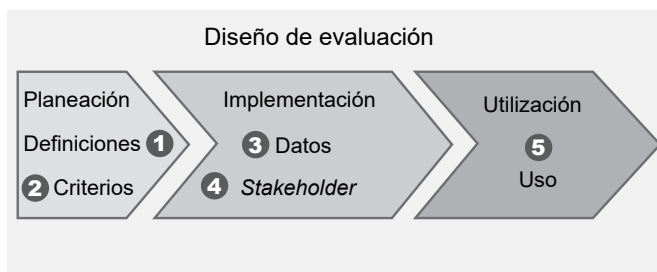 Diseño de evaluación
Planeación
Definiciones 1
2 Criterios
Implementación
3 Datos
4 Stakeholder
Utilización
5
Uso